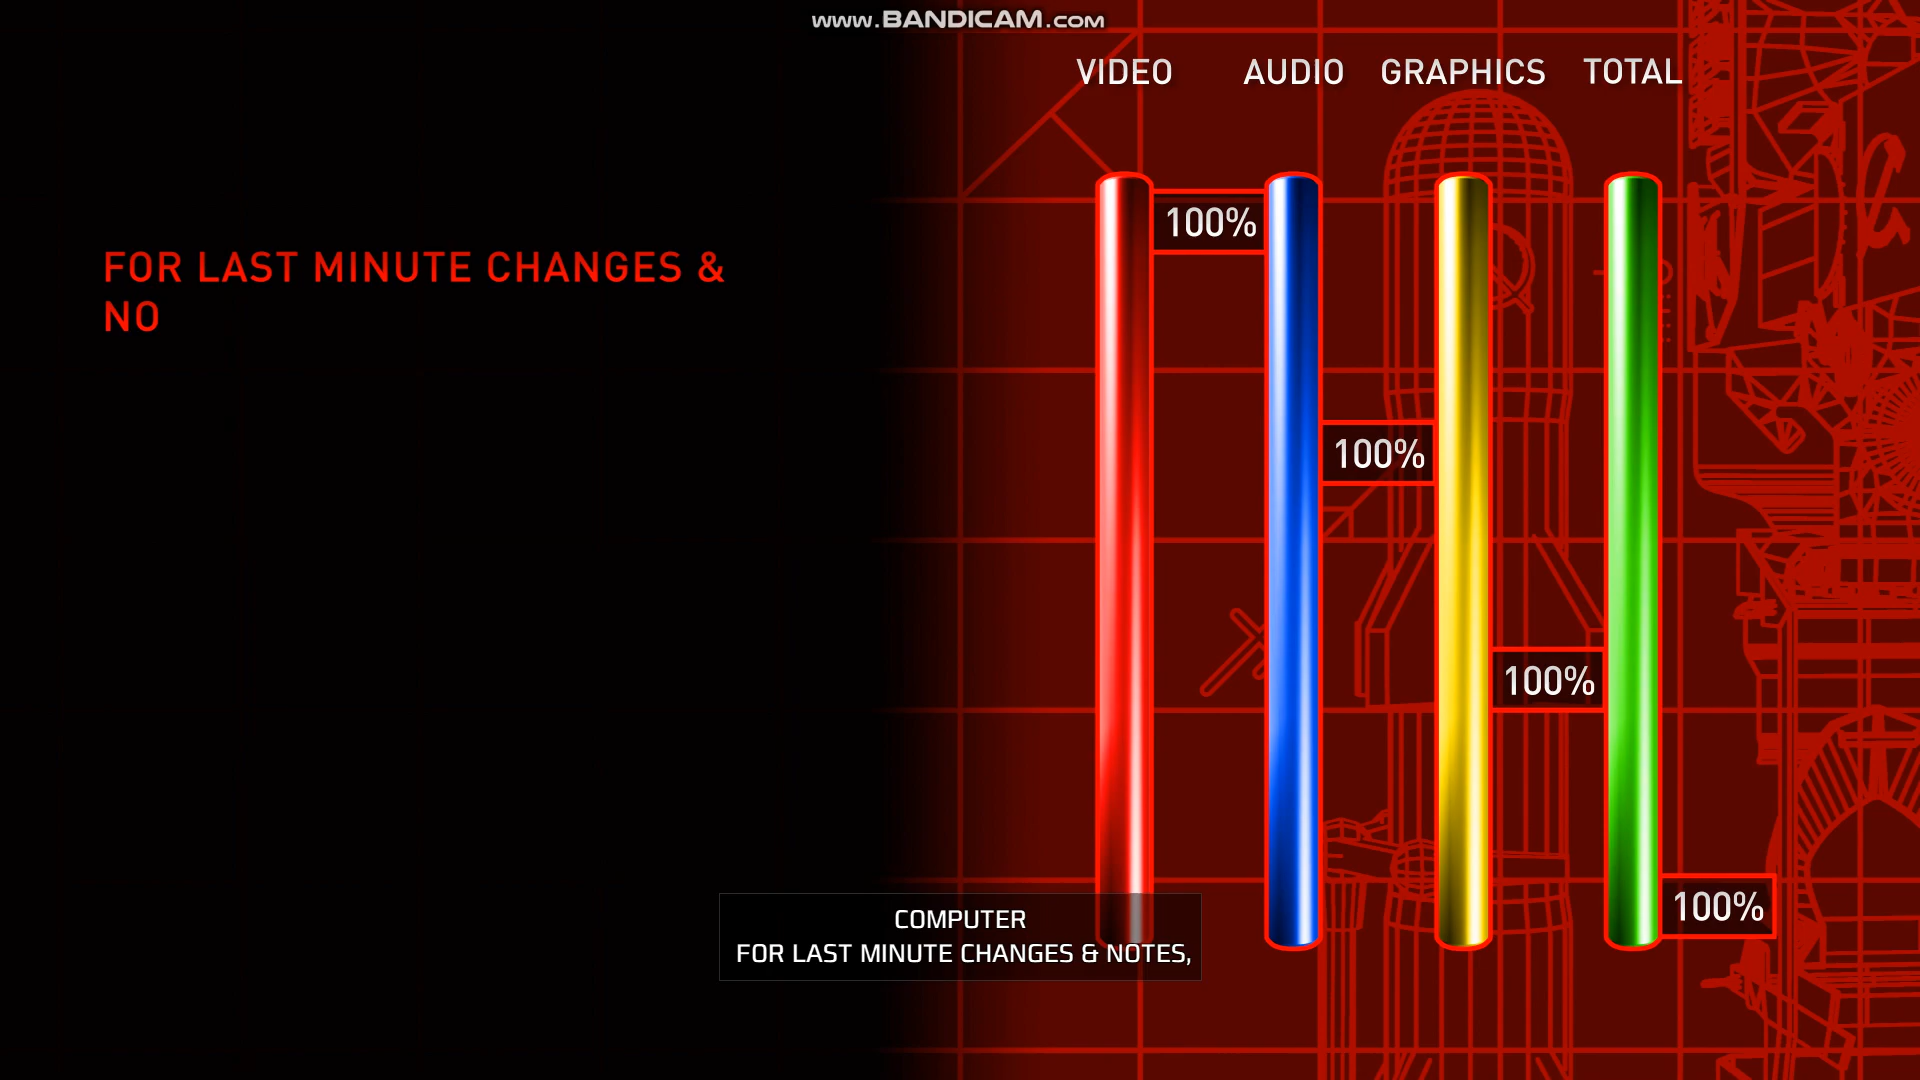 www.BANDICAM.com
VIDEO AUDIO GRAPHICS TOTAL
100%
FOR LAST MINUTE CHANGES &
NO
100%
100%
100%
COMPUTER
FOR LAST MINUTE CHANGES & NOTES,